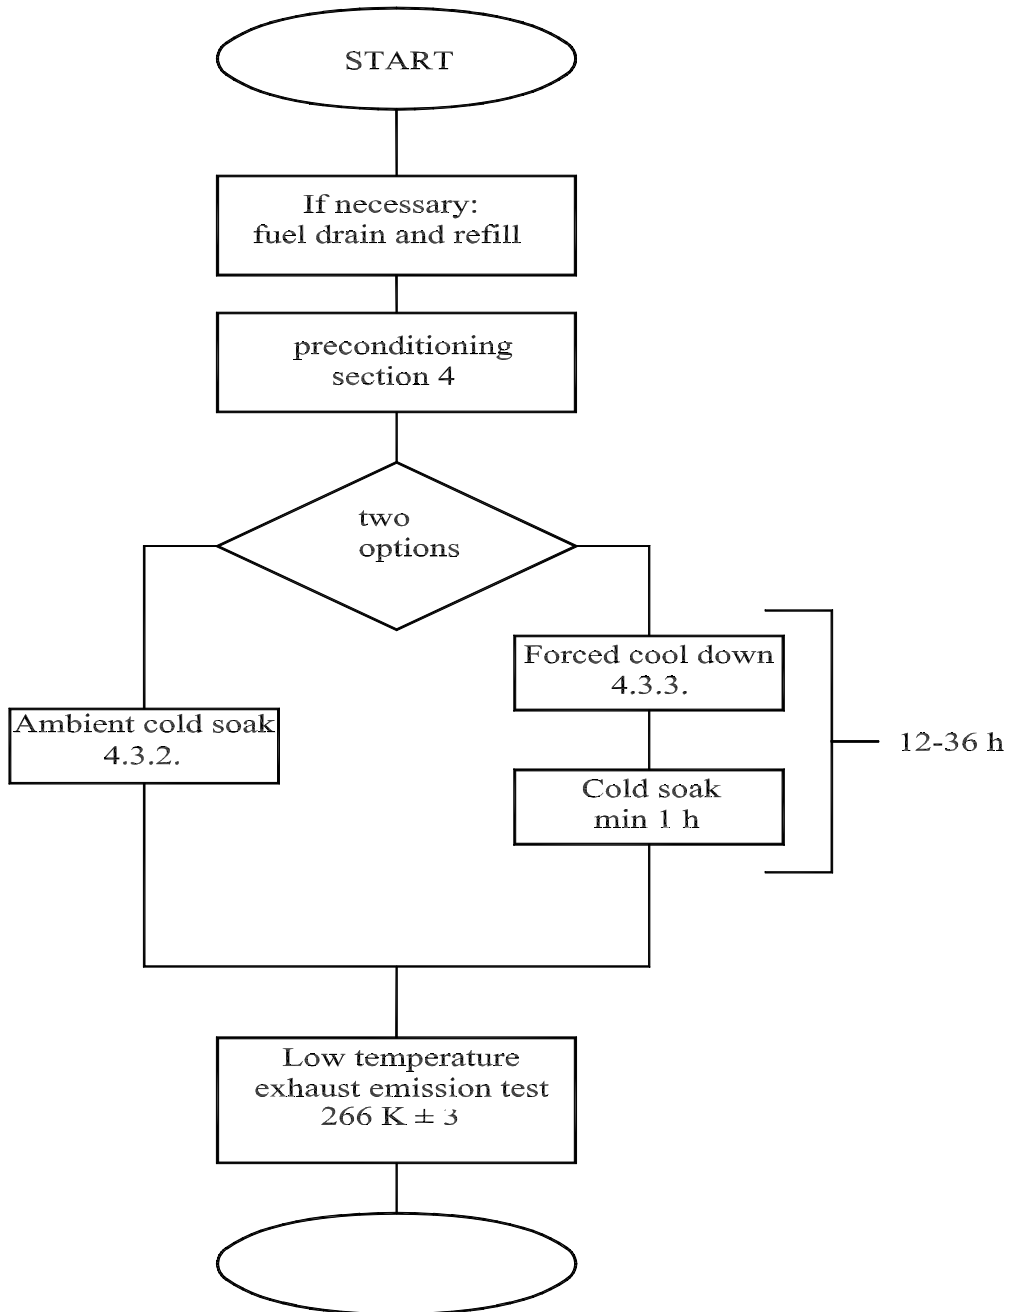 START
If necessary:
fuel drain and refill
preconditioning
section 4
two
options
Forced cool down
4.3.3.
Ambient cold soak
4.3.2.
12-36 h
Cold soak
min 1 h
Low temperature
exhaust emission test
266 K ± 3